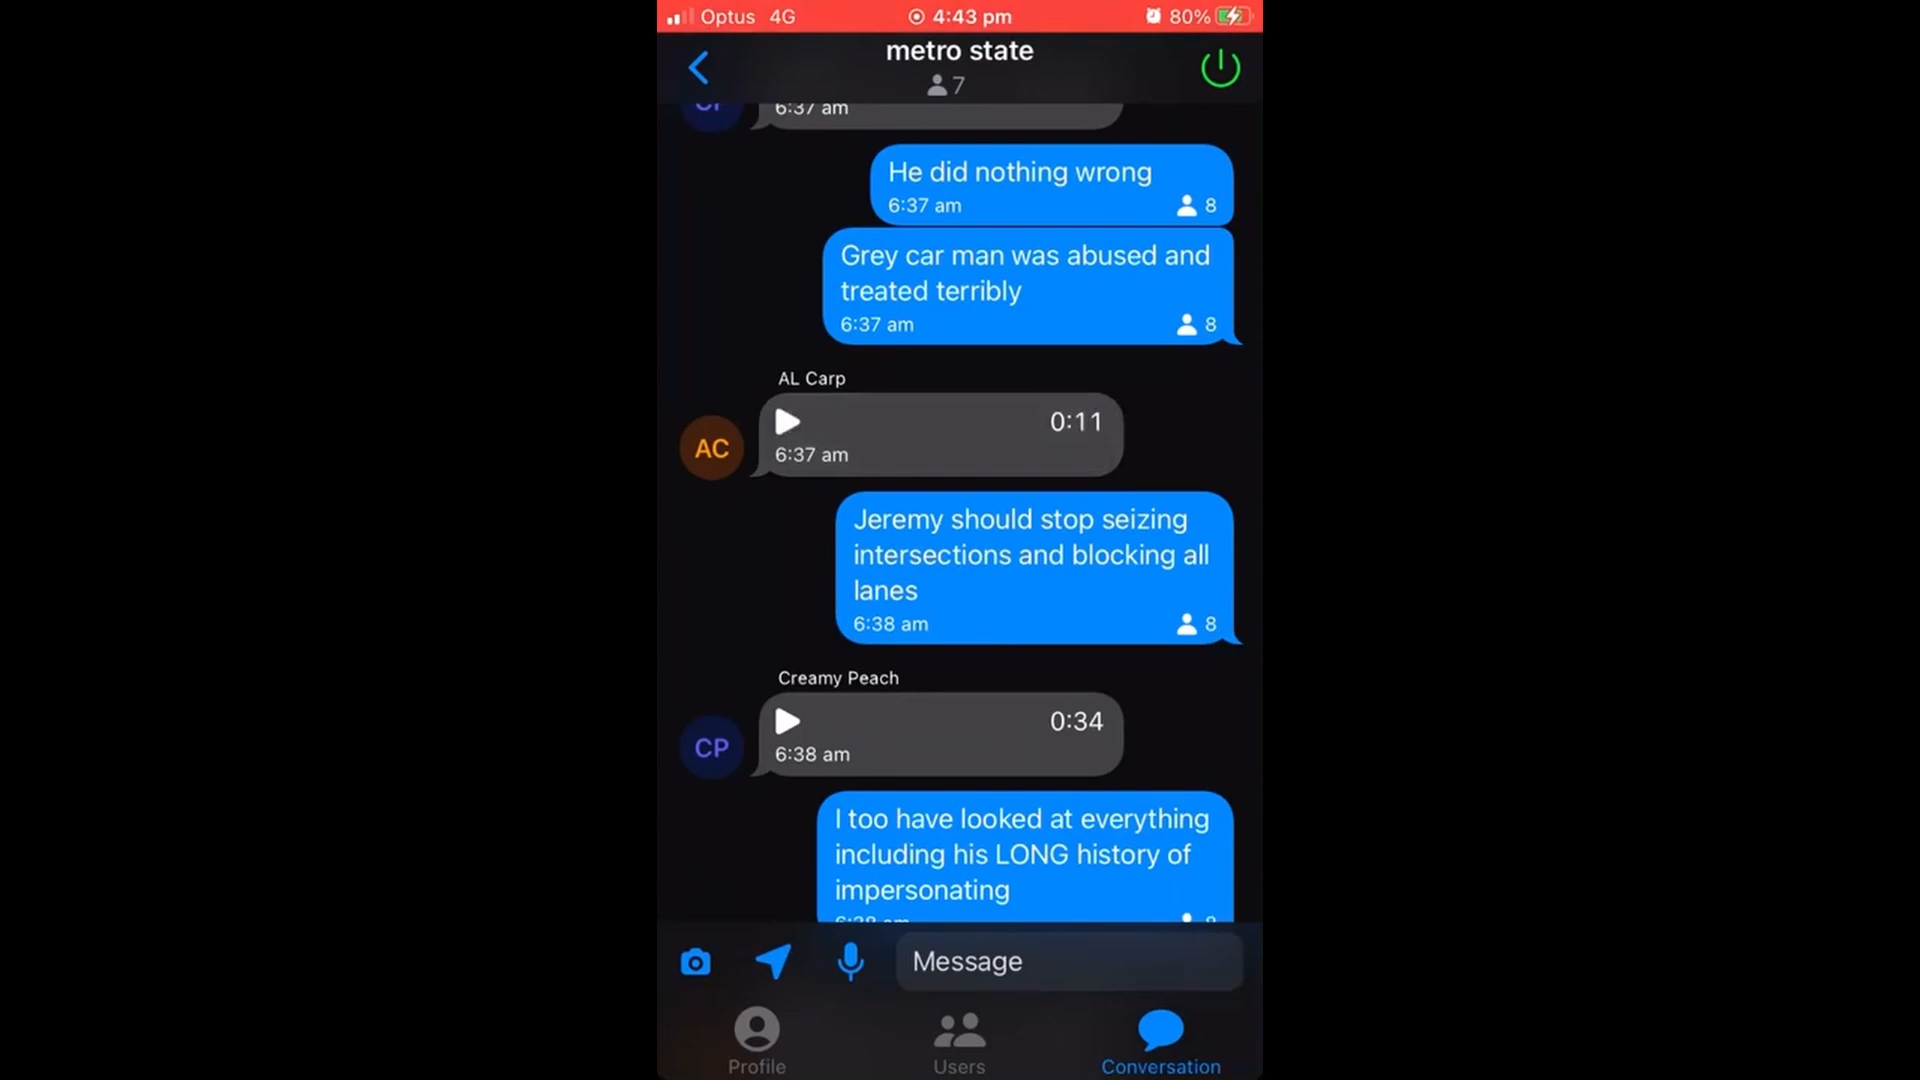 Optus 4G 4:43 pm 80%
metro state
7
6:37 am
He did nothing wrong
6:37 am 8
Grey car man was abused and
treated terribly
6:37 am 8
AL Carp
AC
0:11
6:37 am
Jeremy should stop seizing
intersections and blocking all
lanes
6:38 am 8
Creamy Peach
CP
0:34
6:38 am
I too have looked at everything
including his LONG history of
impersonating
6:38 am 8
Message
Profile Users Conversation